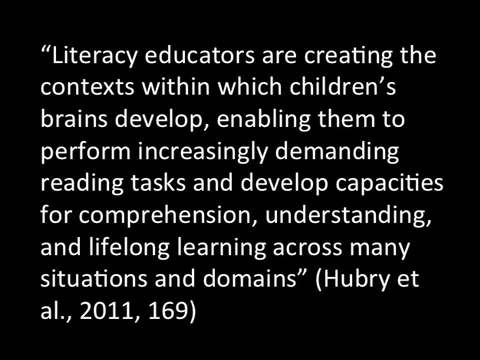 “Literacy educators are creating the
contexts within which children’s
brains develop, enabling them to
perform increasingly demanding
reading tasks and develop capacities
for comprehension, understanding,
and lifelong learning across many
situations and domains” (Hubry et
al., 2011, 169)